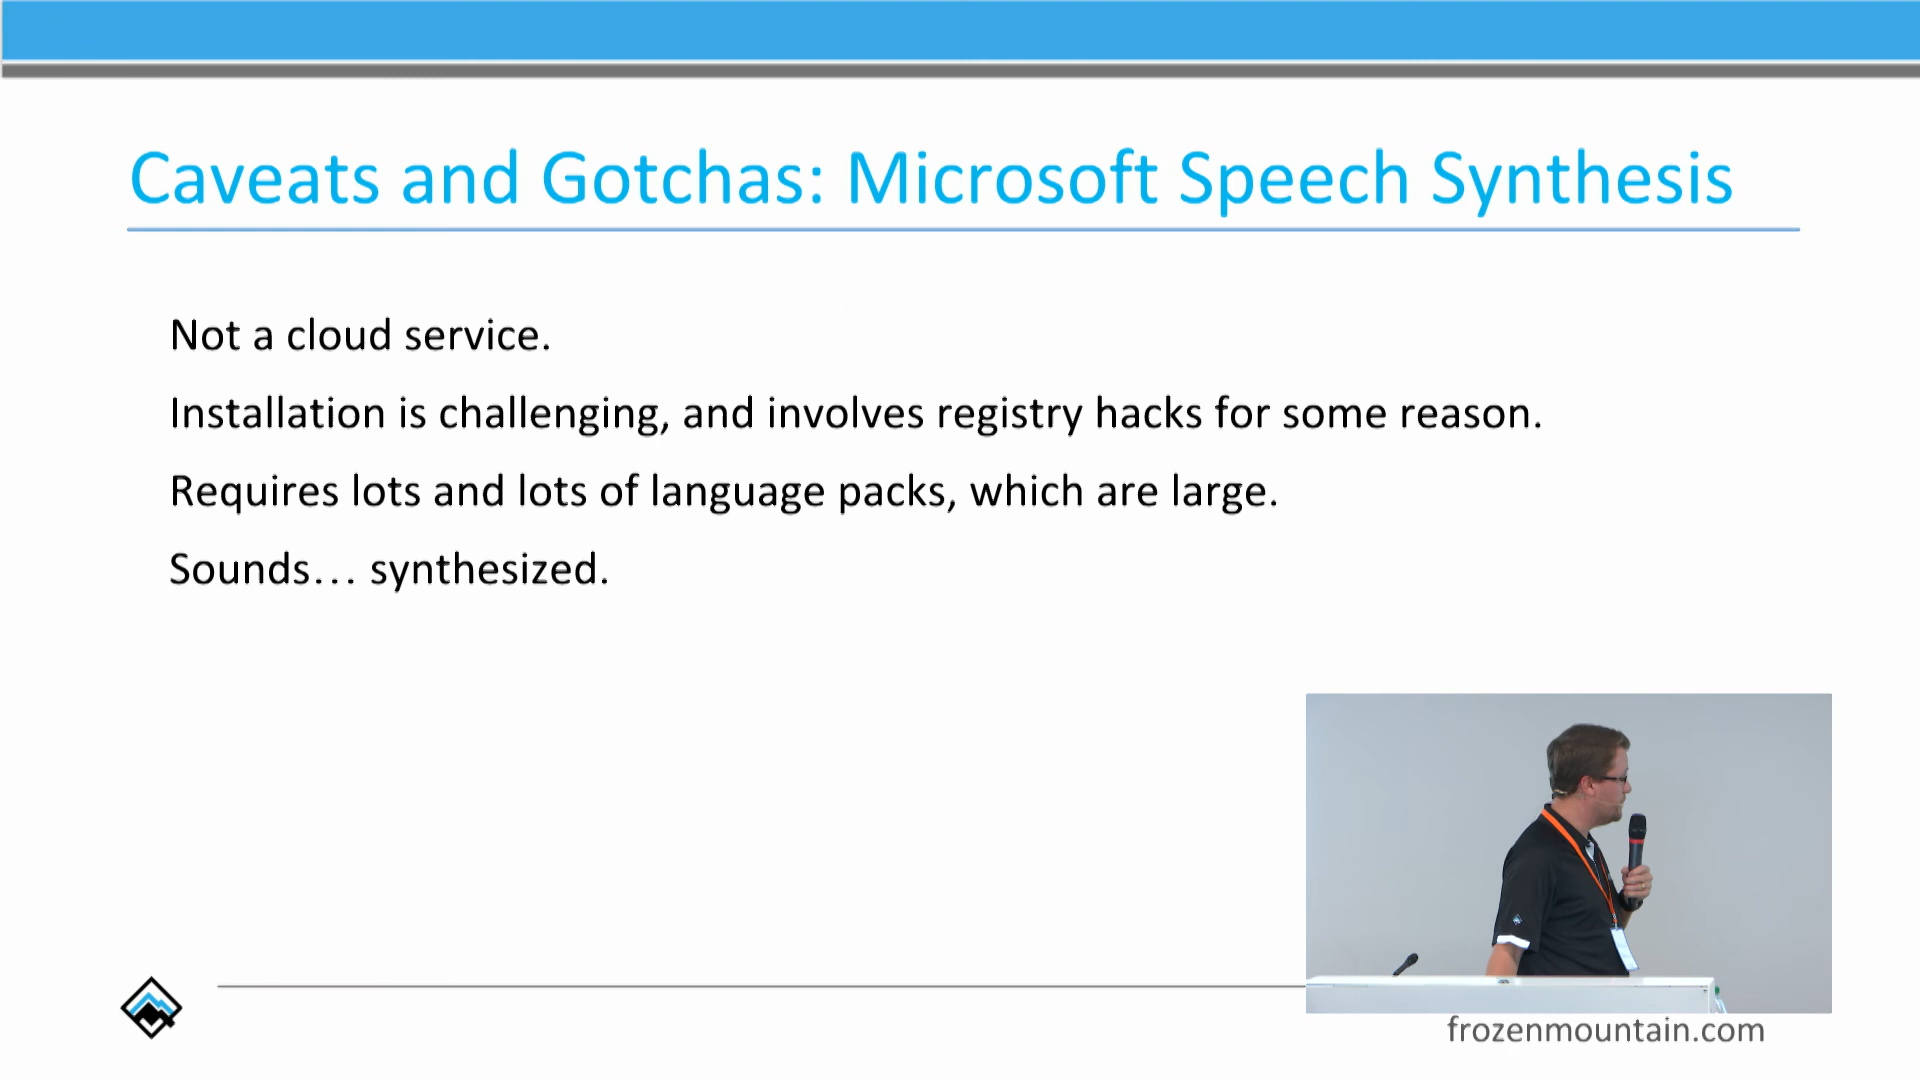 Caveats and Gotchas: Microsoft Speech Synthesis
Not a cloud service.
Installation is challenging, and involves registry hacks for some reason.
Requires lots and lots of language packs, which are large.
Sounds… synthesized.
frozenmountain.com